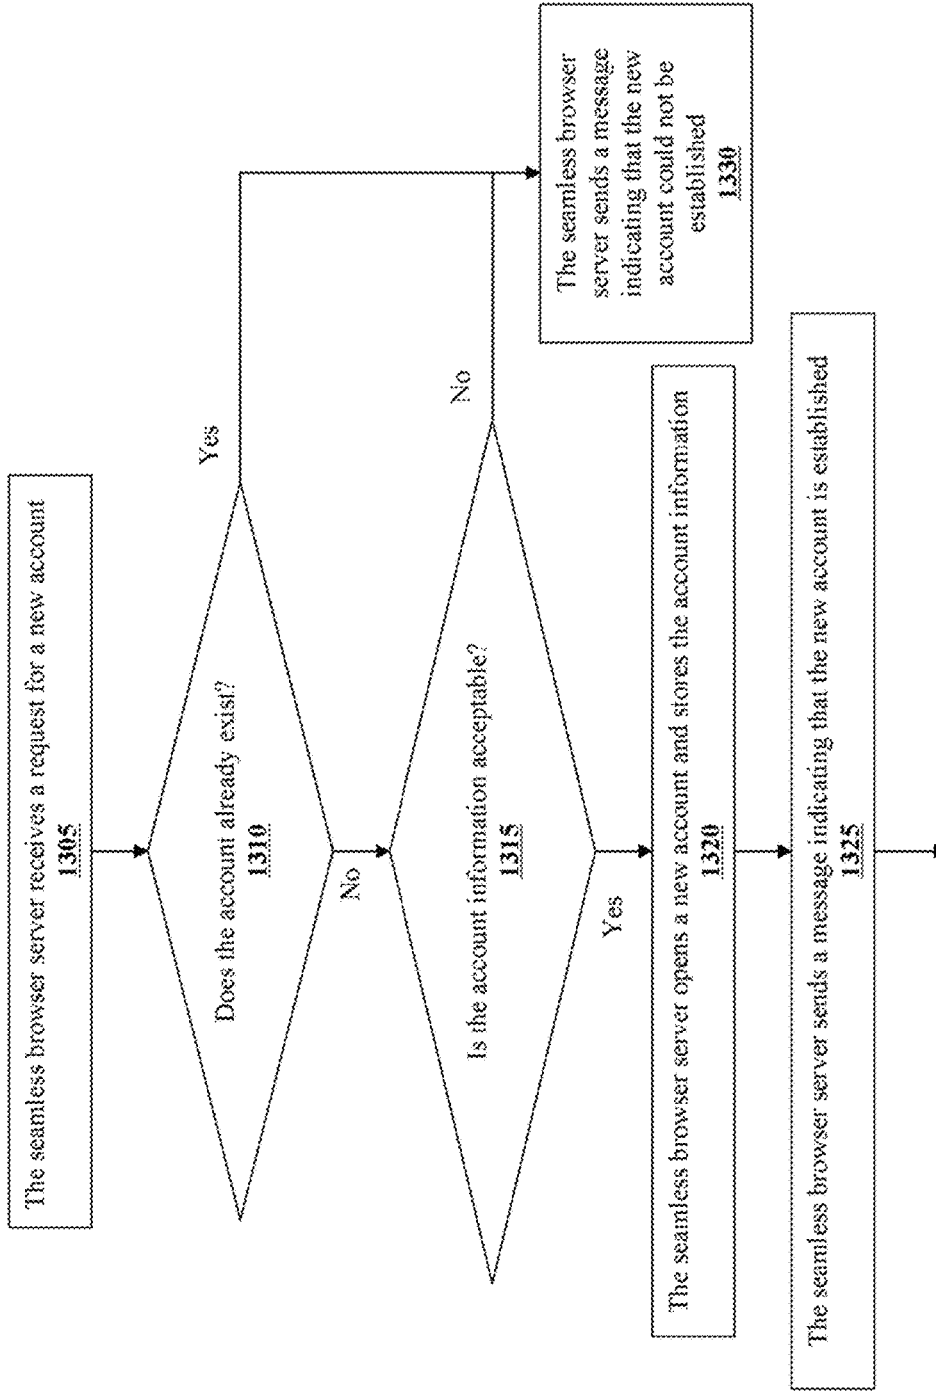 The seamless browser server receives a request for a new account
1305
Does the account already exist?
1310
Yes
No
Is the account information acceptable?
1315
No
Yes
The seamless browser
server sends a message
indicating that the new
account could not be
established
1330
The seamless browser server opens a new account and stores the account information
1320
The seamless browser server sends a message indicating that the new account is established
1325